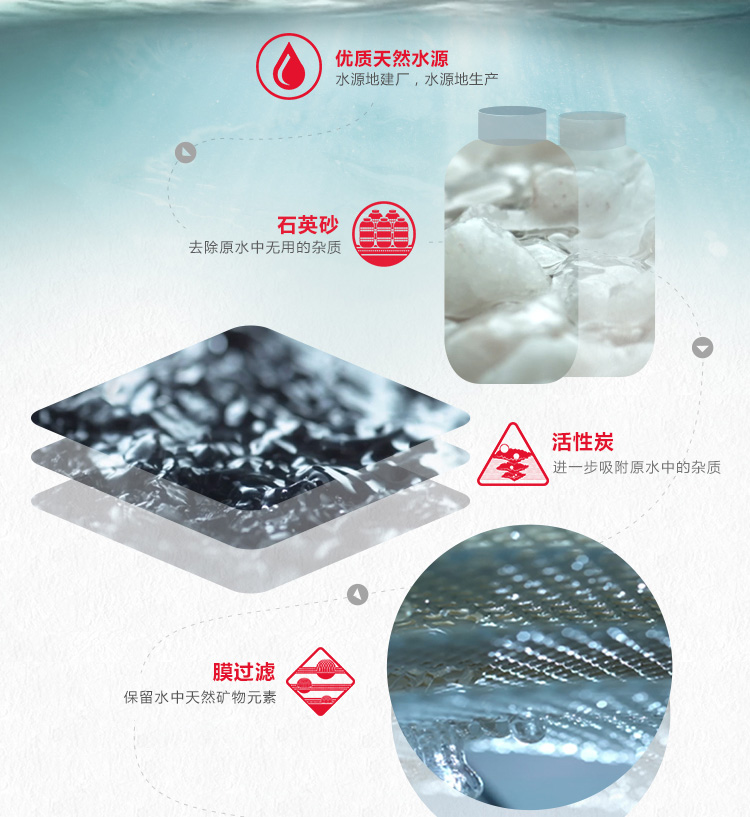 优质天然水源
水源地建厂，水源地生产
石英砂
去除原水中无用的杂质
活性炭
进一步吸附原水中的杂质
膜过滤
保留水中天然矿物元素